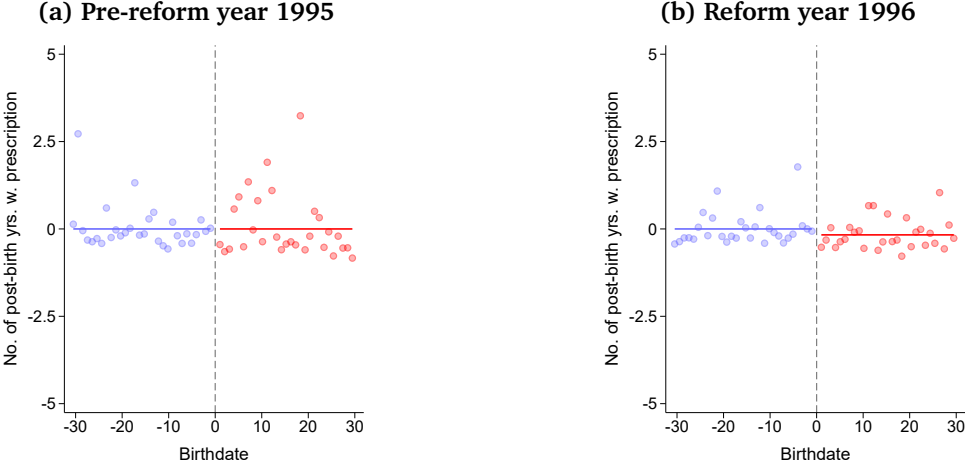 (a) Pre-reform year 1995
No. of post-birth yrs. w. prescription
5
2.5
0
-2.5
-5
-30 -20 -10 0 10 20 30
Birthdate
(b) Reform year 1996
No. of post-birth yrs. w. prescription
5
2.5
0
-2.5
-5
-30 -20 -10 0 10 20 30
Birthdate